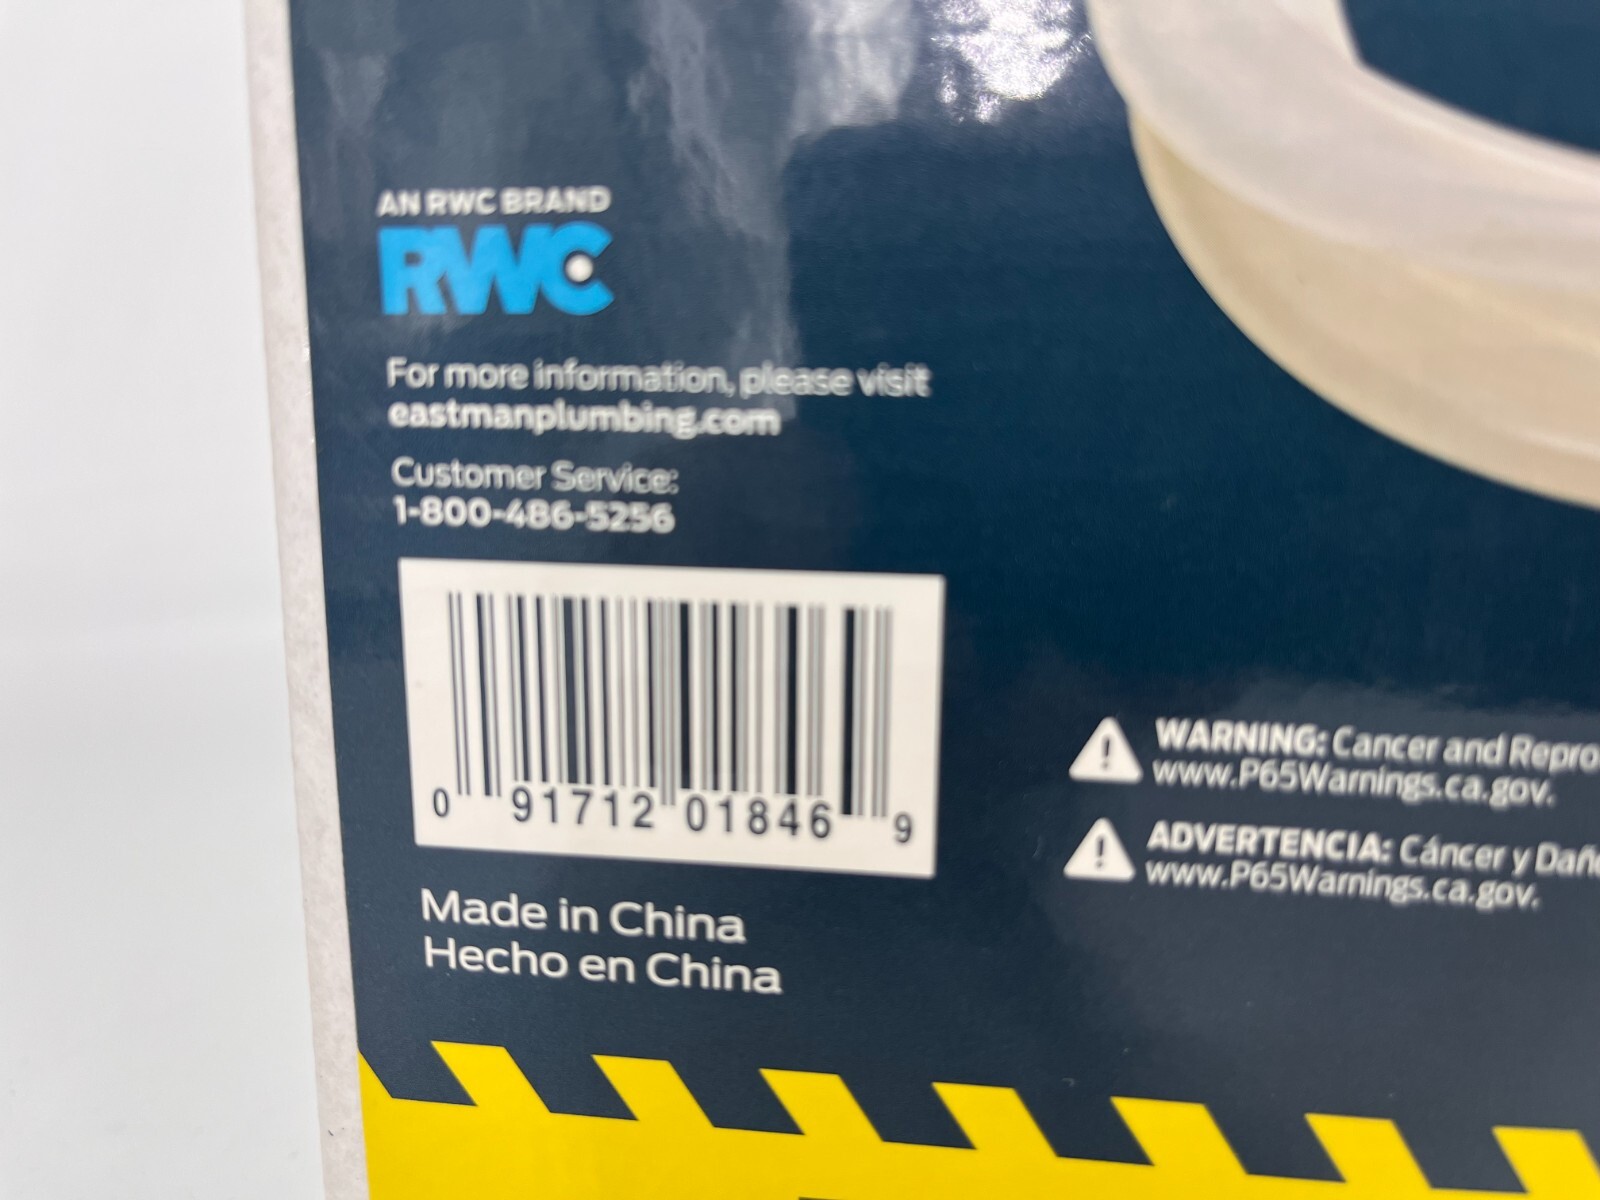 AN RWC BRAND
RWC
For more information, please visit
eastmanplumbing.com
Customer Service:
1-800-486-5256
0 91712 01846 9
Made in China
Hecho en China
WARNING: Cancer and Repro
www.P65Warnings.ca.gov.
ADVERTENCIA: Cáncer y Dañ
www.P65Warnings.ca.gov.